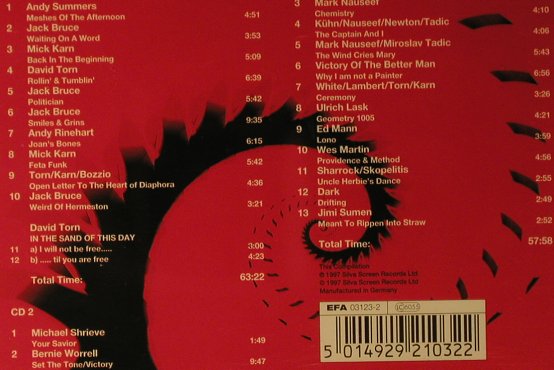 1 Andy Summers
Meshes Of The Afternoon 4:51
2 Jack Bruce
Waiting On A Word 3:53
3 Mick Karn
Back In The Beginning 5:09
4 David Torn
Rollin' & Tumblin' 6:39
5 Jack Bruce
Politician 5:42
6 Jack Bruce
Smiles & Grins 9:35
7 Andy Rinehart
Joan's Bones 6:15
8 Mick Karn
Feta Funk 5:42
9 Torn/Karn/Bozzio
Open Letter To The Heart of Diaphora 4:36
10 Jack Bruce
Weird Of Hermeston 3:21
David Torn
IN THE SAND OF THIS DAY
11 a) I will not be free..... 3:00
12 b) ..... til you are free 4:23
Total Time: 63:22
CD 2
1 Michael Shrieve
Your Savior 1:49
2 Bernie Worrell
Set The Tone/Victory 9:47
3 Mark Nauseef
Chemistry 4:10
4 Kühn/Nauseef/Newton/Tadic
The Captain And I 4:06
5 Mark Nauseef/Miroslav Tadic
The Wind Cries Mary 5:43
6 Victory Of The Better Man
Why I am not a Painter 6:56
7 White/Lambert/Torn/Karn
Ceremony 3:26
8 Ulrich Lask
Geometry 1005 4:21
9 Ed Mann
Lono 3:59
10 Wes Martin
Providence & Method 4:56
11 Sharrock/Skopelitis
Uncle Herbie's Dance 2:55
12 Dark
Drifting 2:49
13 Jimi Sumen
Meant To Rippen Into Straw 2:52
Total Time: 57:58
This Compilation
℗ 1997 Silva Screen Records Ltd
© 1997 Silva Screen Records Ltd
Manufactured in Germany
EFA 03123-2
5 014929 210322